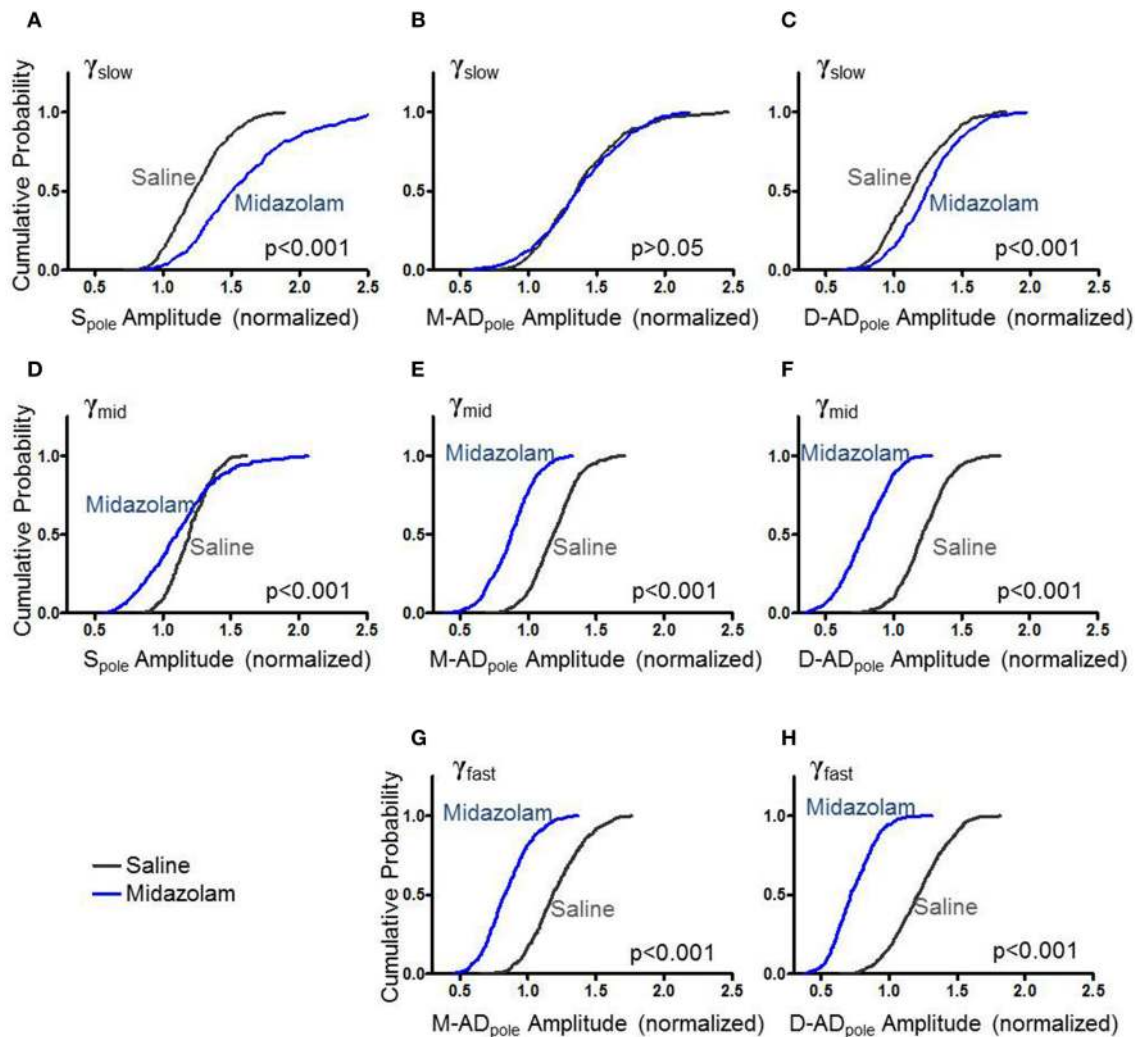 A
B
C
γslow
γslow
γslow
Cumulative Probability
1.0
0.5
0.0
Saline
Midazolam
p<0.001
0.5 1.0 1.5 2.0 2.5
Spole Amplitude (normalized)
1.0
0.5
0.0
p>0.05
0.5 1.0 1.5 2.0 2.5
M-ADpole Amplitude (normalized)
1.0
0.5
0.0
Saline
Midazolam
p<0.001
0.5 1.0 1.5 2.0 2.5
D-ADpole Amplitude (normalized)
D
E
F
γmid
γmid
γmid
Cumulative Probability
1.0
0.5
0.0
Midazolam
Saline
p<0.001
0.5 1.0 1.5 2.0 2.5
Spole Amplitude (normalized)
Midazolam
1.0
0.5
0.0
Saline
p<0.001
0.5 1.0 1.5 2.0 2.5
M-ADpole Amplitude (normalized)
Midazolam
1.0
0.5
0.0
Saline
p<0.001
0.5 1.0 1.5 2.0 2.5
D-ADpole Amplitude (normalized)
G
H
γfast
γfast
Saline
Midazolam
Cumulative Probability
Midazolam
1.0
0.5
0.0
Saline
p<0.001
0.5 1.0 1.5 2.0 2.5
M-ADpole Amplitude (normalized)
Midazolam
1.0
0.5
0.0
Saline
p<0.001
0.5 1.0 1.5 2.0 2.5
D-ADpole Amplitude (normalized)